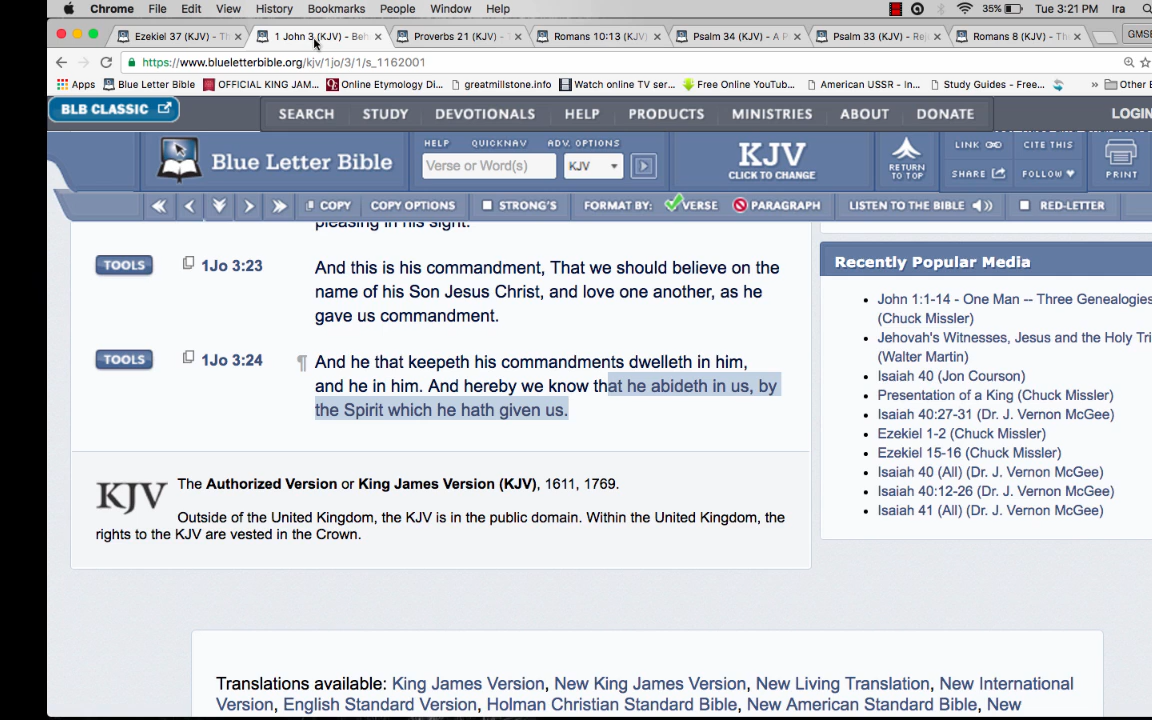 Chrome File Edit View History Bookmarks People Window Help 35% Tue 3:21 PM Ira
Ezekiel 37 (KJV) - Th
1 John 3 (KJV) - Beh
Proverbs 21 (KJV) -
Romans 10:13 (KJV)
Psalm 34 (KJV) - A P
Psalm 33 (KJV) - Rej
Romans 8 (KJV) - Th
GMSE
https://www.blueletterbible.org/kjv/1jo/3/1/s_1162001
Apps Blue Letter Bible OFFICIAL KING JAM... Online Etymology Di... greatmillstone.info Watch online TV ser... Free Online YouTub... American USSR - In... Study Guides - Free... » Other
BLB CLASSIC SEARCH STUDY DEVOTIONALS HELP PRODUCTS MINISTRIES ABOUT DONATE LOGIN
Blue Letter Bible
HELP QUICKNAV ADV. OPTIONS
Verse or Word(s) KJV
KJV
CLICK TO CHANGE
RETURN
TO TOP
LINK CITE THIS
SHARE FOLLOW
PRINT
COPY COPY OPTIONS STRONG'S FORMAT BY: VERSE PARAGRAPH LISTEN TO THE BIBLE RED-LETTER
pleasing in his sight.
TOOLS 1Jo 3:23 And this is his commandment, That we should believe on the
name of his Son Jesus Christ, and love one another, as he
gave us commandment.
TOOLS 1Jo 3:24 ¶ And he that keepeth his commandments dwelleth in him,
and he in him. And hereby we know that he abideth in us, by
the Spirit which he hath given us.
KJV The Authorized Version or King James Version (KJV), 1611, 1769.
Outside of the United Kingdom, the KJV is in the public domain. Within the United Kingdom, the
rights to the KJV are vested in the Crown.
Recently Popular Media
• John 1:1-14 - One Man -- Three Genealogies
(Chuck Missler)
• Jehovah's Witnesses, Jesus and the Holy Tri
(Walter Martin)
• Isaiah 40 (Jon Courson)
• Presentation of a King (Chuck Missler)
• Isaiah 40:27-31 (Dr. J. Vernon McGee)
• Ezekiel 1-2 (Chuck Missler)
• Ezekiel 15-16 (Chuck Missler)
• Isaiah 40 (All) (Dr. J. Vernon McGee)
• Isaiah 40:12-26 (Dr. J. Vernon McGee)
• Isaiah 41 (All) (Dr. J. Vernon McGee)
Translations available: King James Version, New King James Version, New Living Translation, New International
Version, English Standard Version, Holman Christian Standard Bible, New American Standard Bible, New